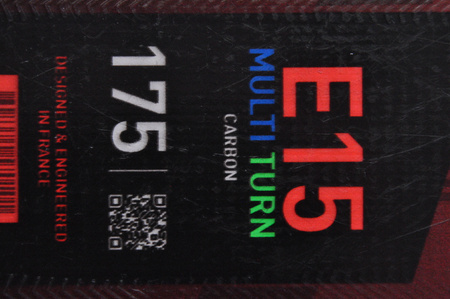 E15
MULTI TURN
CARBON
175
DESIGNED & ENGINEERED
IN FRANCE